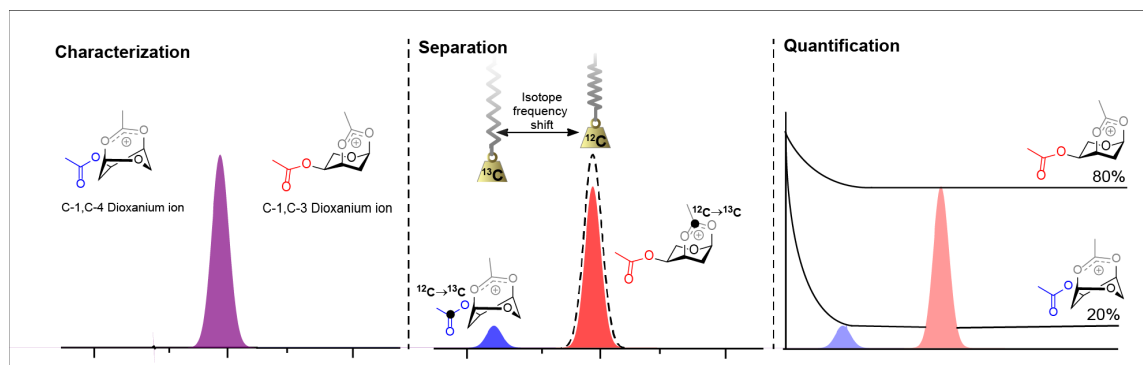 Characterization
O
O
⊕
O
O
O
C-1,C-4 Dioxanium ion
O
O
⊕
O
O
O
C-1,C-3 Dioxanium ion
Separation
Isotope
frequency
shift
¹³C
¹²C
¹²C→¹³C
O
O
⊕
O
O
O
¹²C→¹³C
O
O
⊕
O
O
O
Quantification
O
O
⊕
O
O
O
80%
O
O
⊕
O
O
O
20%